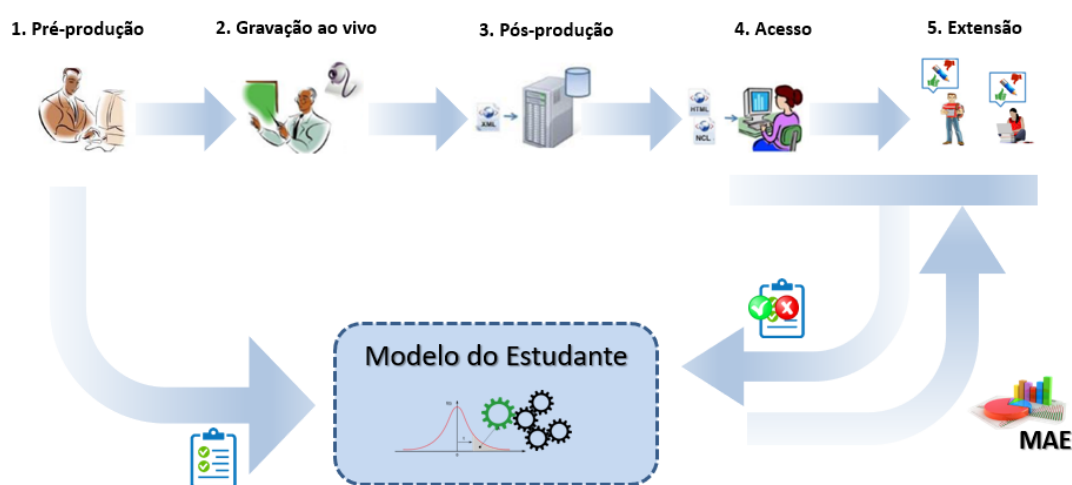 1. Pré-produção
2. Gravação ao vivo
3. Pós-produção
4. Acesso
5. Extensão
XML
HTML
NCL
Modelo do Estudante
MAE